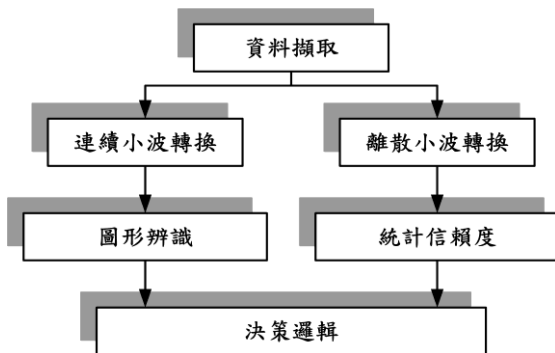 資料擷取
連續小波轉換
離散小波轉換
圖形辨識
統計信賴度
決策邏輯